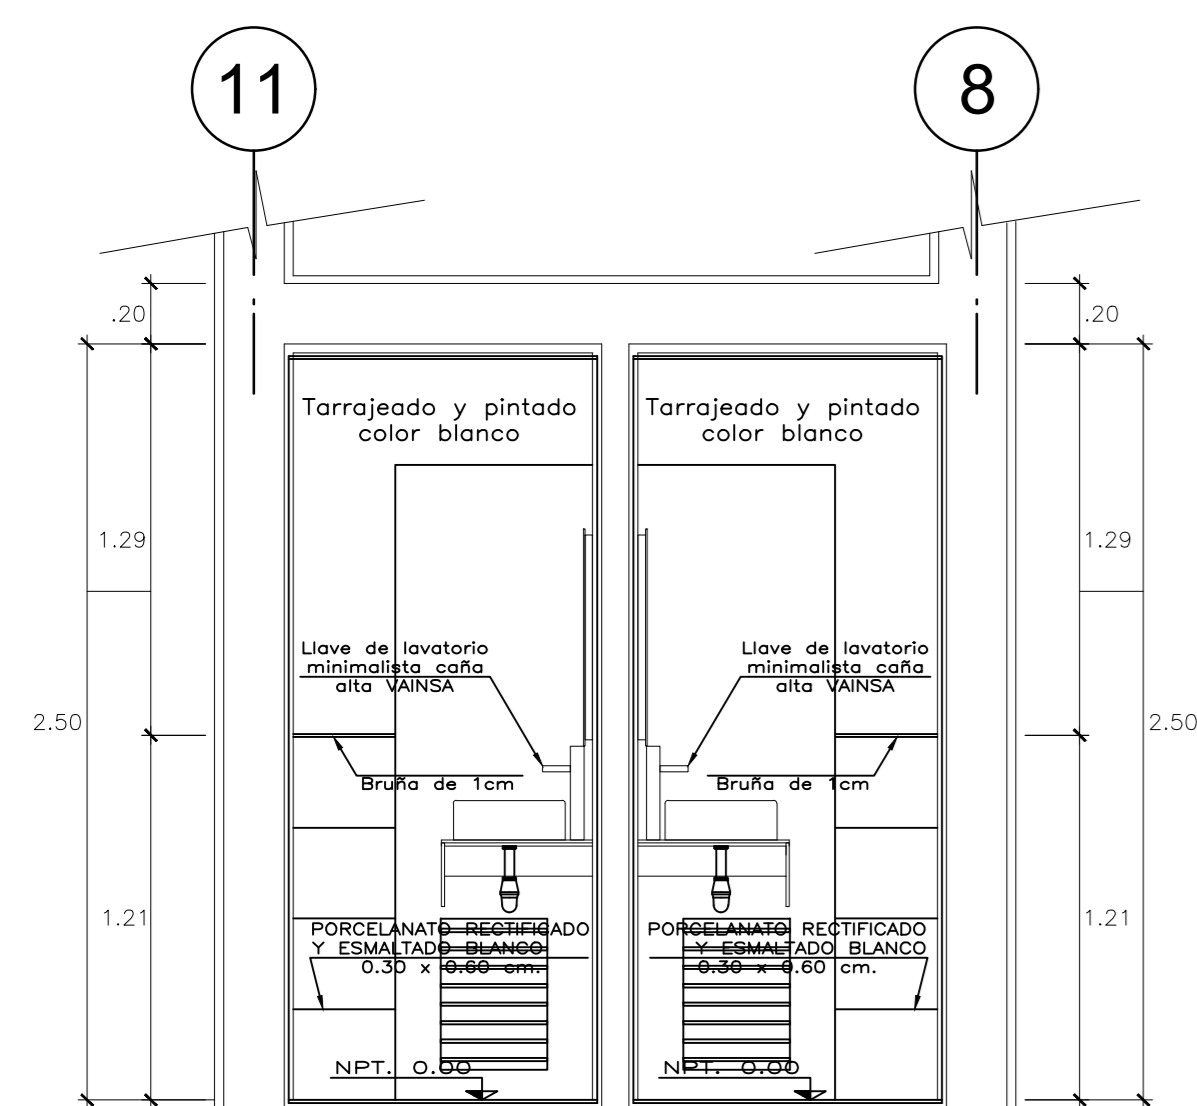 11
8
.20
.20
Tarrajeado y pintado
color blanco
Tarrajeado y pintado
color blanco
1.29
1.29
Llave de lavatorio
minimalista caña
alta VAINSA
Llave de lavatorio
minimalista caña
alta VAINSA
2.50
2.50
Bruña de 1cm
Bruña de 1cm
1.21
1.21
PORCELANATO RECTIFICADO
Y ESMALTADO BLANCO
0.30 x 0.60 cm.
PORCELANATO RECTIFICADO
Y ESMALTADO BLANCO
0.30 x 0.60 cm.
NPT. 0.00
NPT. 0.00